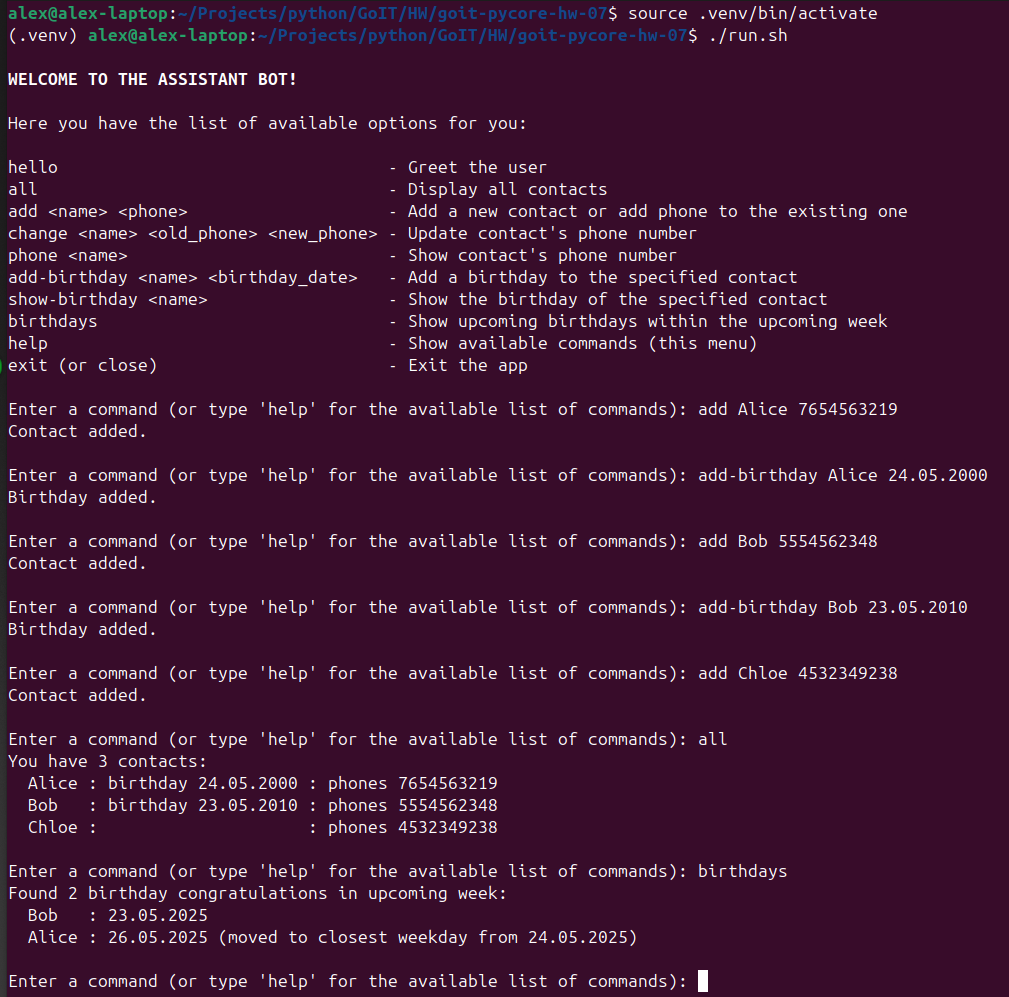 alex@alex-laptop:~/Projects/python/GoIT/HW/goit-pycore-hw-07$ source .venv/bin/activate
(.venv) alex@alex-laptop:~/Projects/python/GoIT/HW/goit-pycore-hw-07$ ./run.sh

WELCOME TO THE ASSISTANT BOT!

Here you have the list of available options for you:

hello                                 - Greet the user
all                                   - Display all contacts
add <name> <phone>                    - Add a new contact or add phone to the existing one
change <name> <old_phone> <new_phone> - Update contact's phone number
phone <name>                          - Show contact's phone number
add-birthday <name> <birthday_date>   - Add a birthday to the specified contact
show-birthday <name>                  - Show the birthday of the specified contact
birthdays                             - Show upcoming birthdays within the upcoming week
help                                  - Show available commands (this menu)
exit (or close)                       - Exit the app

Enter a command (or type 'help' for the available list of commands): add Alice 7654563219
Contact added.

Enter a command (or type 'help' for the available list of commands): add-birthday Alice 24.05.2000
Birthday added.

Enter a command (or type 'help' for the available list of commands): add Bob 5554562348
Contact added.

Enter a command (or type 'help' for the available list of commands): add-birthday Bob 23.05.2010
Birthday added.

Enter a command (or type 'help' for the available list of commands): add Chloe 4532349238
Contact added.

Enter a command (or type 'help' for the available list of commands): all
You have 3 contacts:
  Alice : birthday 24.05.2000 : phones 7654563219
  Bob   : birthday 23.05.2010 : phones 5554562348
  Chloe :                     : phones 4532349238

Enter a command (or type 'help' for the available list of commands): birthdays
Found 2 birthday congratulations in upcoming week:
  Bob   : 23.05.2025
  Alice : 26.05.2025 (moved to closest weekday from 24.05.2025)

Enter a command (or type 'help' for the available list of commands):